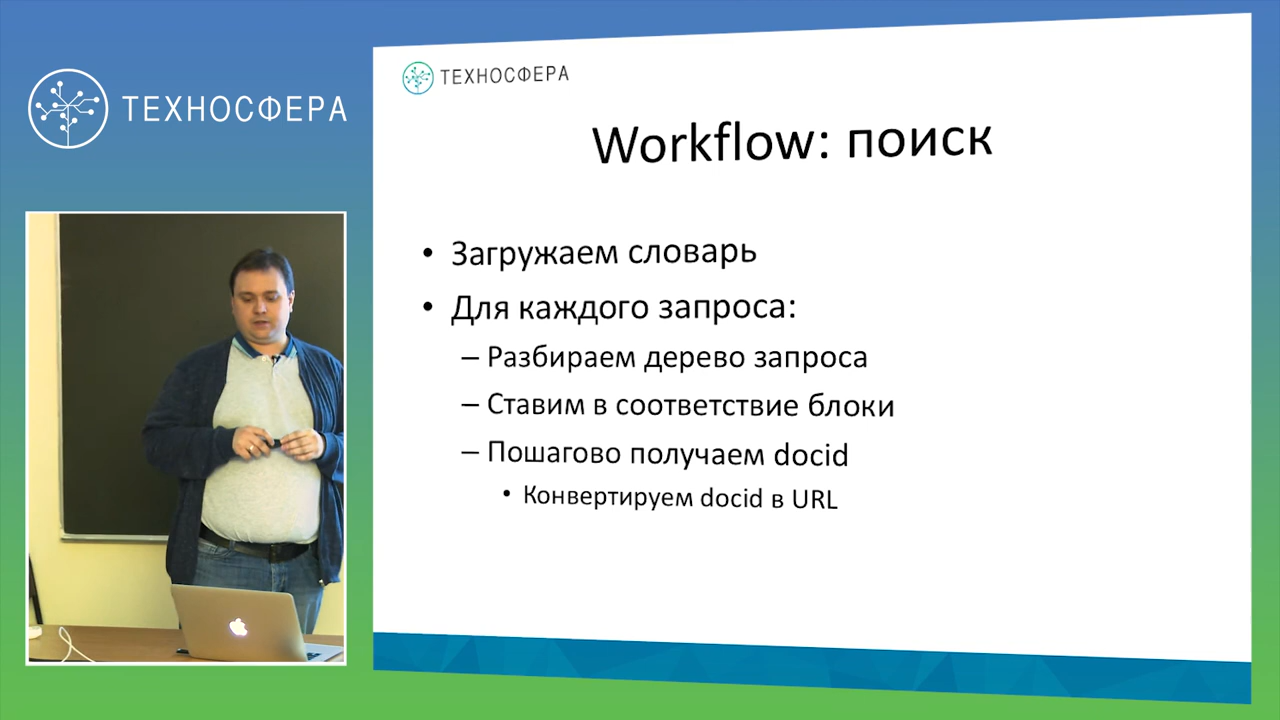 ТЕХНОСФЕРА
ТЕХНОСФЕРА
Workflow: поиск
• Загружаем словарь
• Для каждого запроса:
– Разбираем дерево запроса
– Ставим в соответствие блоки
– Пошагово получаем docid
• Конвертируем docid в URL